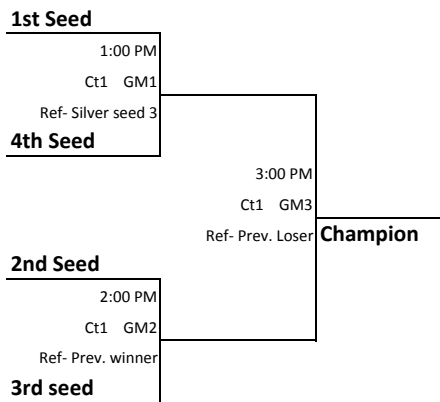 1st Seed
1:00 PM
Ct1 GM1
Ref- Silver seed 3
4th Seed
3:00 PM
Ct1 GM3
Ref- Prev. Loser
Champion
2nd Seed
2:00 PM
Ct1 GM2
Ref- Prev. winner
3rd seed